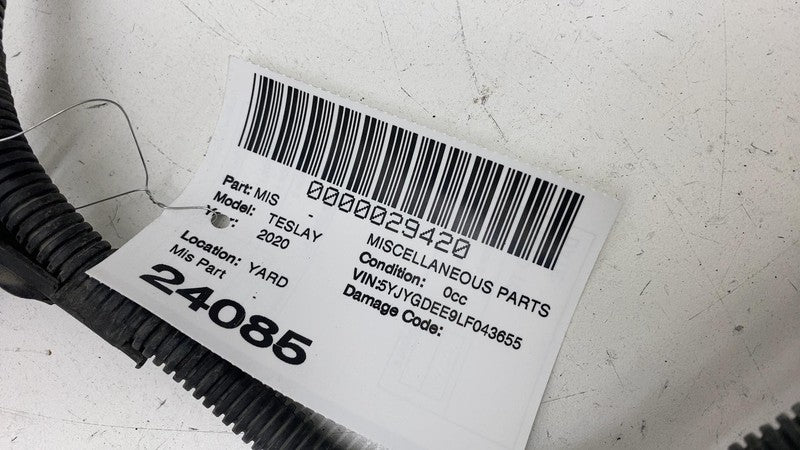 0000029420
Part: MIS - MISCELLANEOUS PARTS
Model: TESLAY Condition: 0cc
2020 VIN:5YJYGDEE9LF043655
Location: YARD Damage Code:
Mis Part
24085